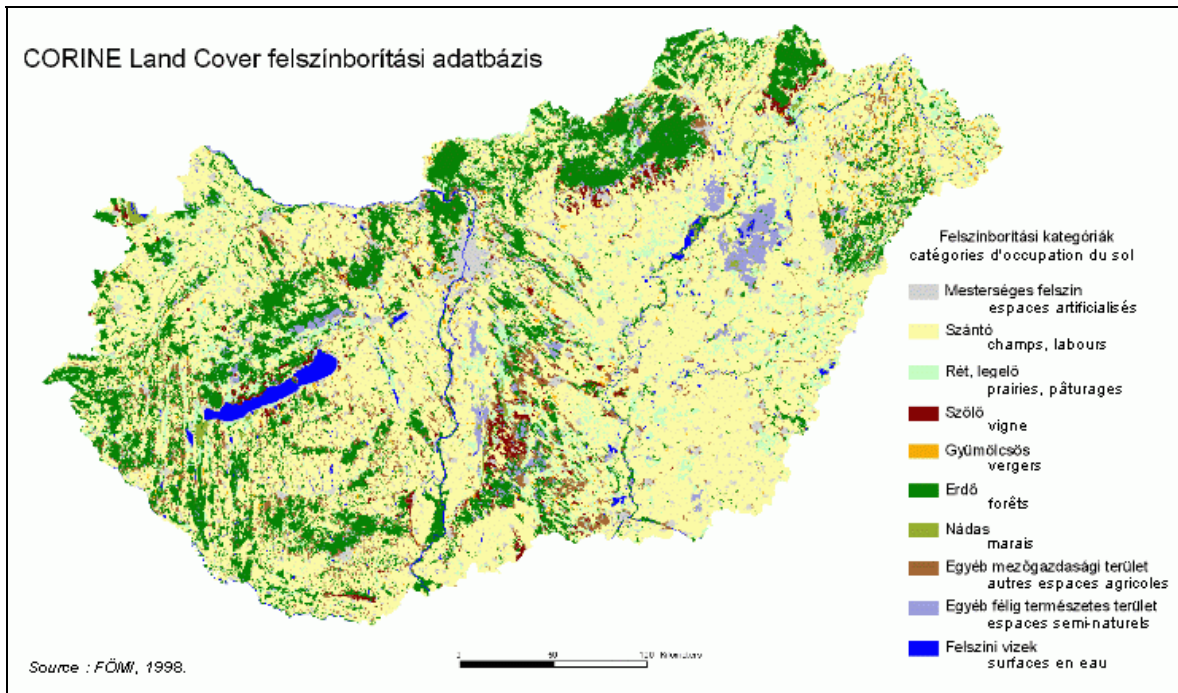 CORINE Land Cover felszínborítási adatbázis
Felszínborítási kategóriák
catégories d'occupation du sol
Mesterséges felszín
espaces artificialisés
Szántó
champs, labours
Rét, legelő
prairies, pâturages
Szőlő
vigne
Gyümölcsös
vergers
Erdő
forêts
Nádas
marais
Egyéb mezőgazdasági terület
autres espaces agricoles
Egyéb félig természetes terület
espaces semi-naturels
Felszíni vizek
surfaces en eau
0 50 100 Kilometers
Source : FÖMI, 1998.